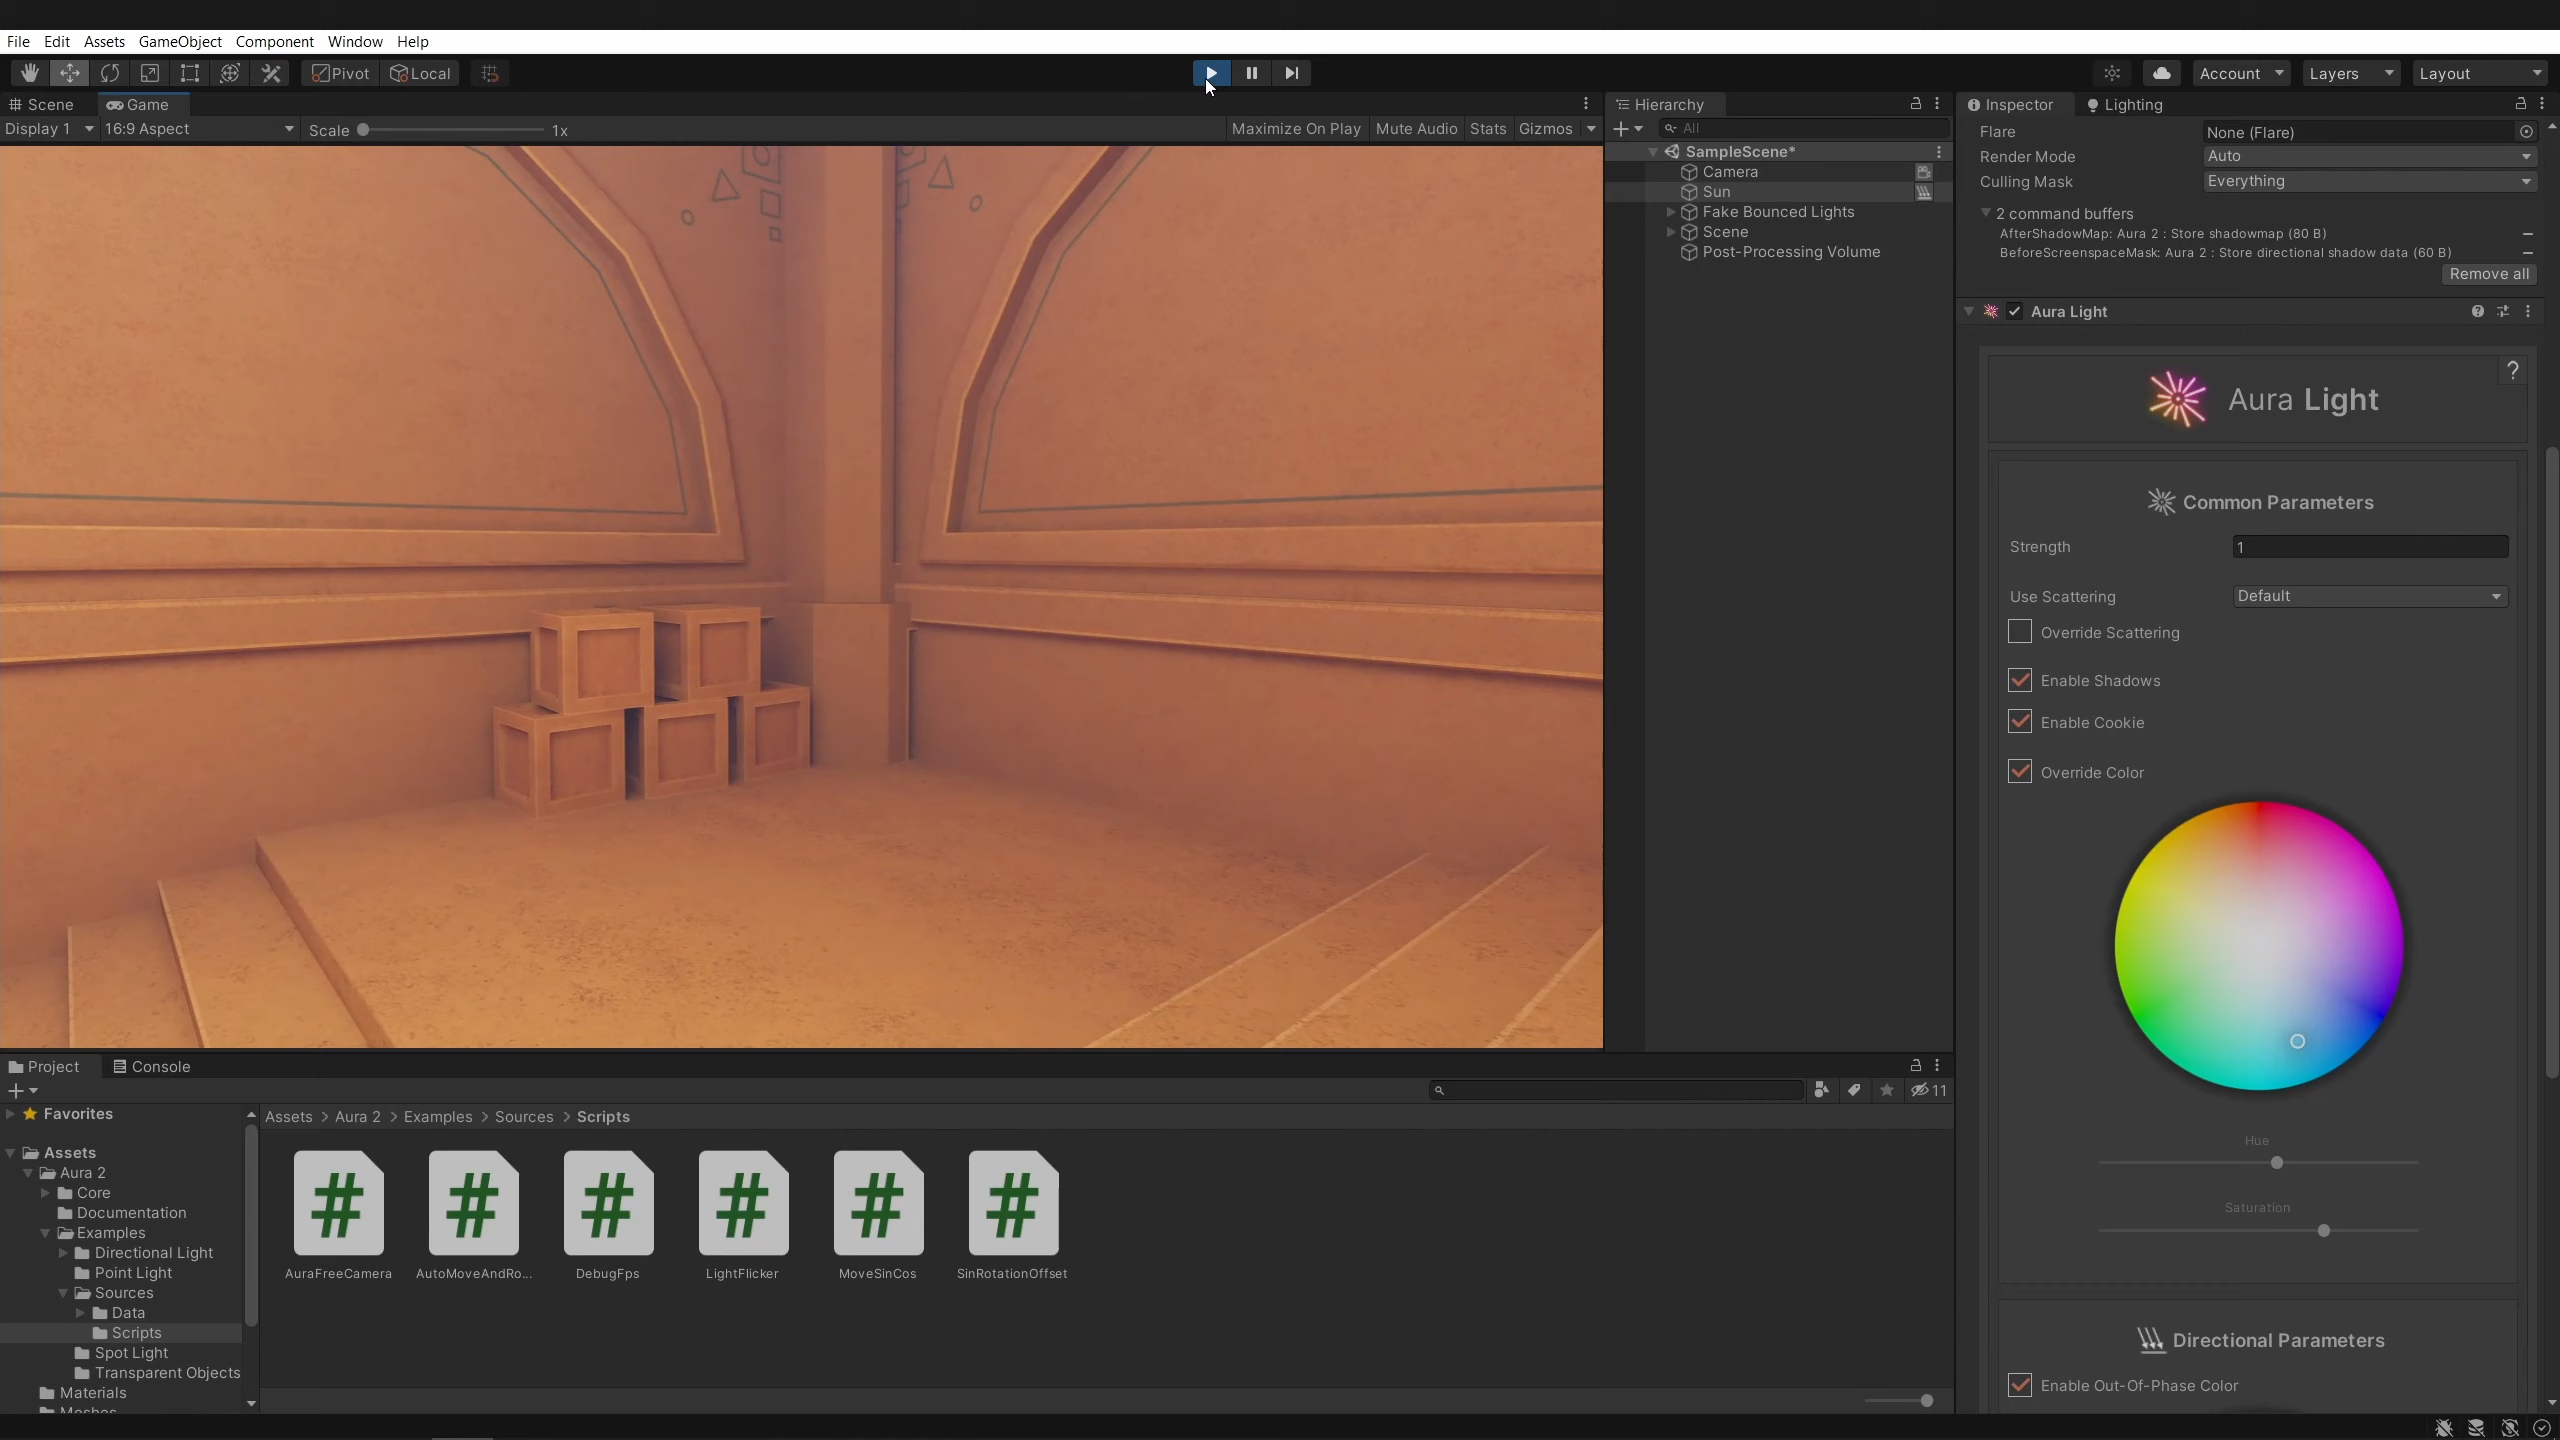 File Edit Assets GameObject Component Window Help
Pivot Local Account Layers Layout
Scene Game
Display 1 16:9 Aspect Scale 1x Maximize On Play Mute Audio Stats Gizmos
Hierarchy
All
SampleScene*
Camera
Sun
Fake Bounced Lights
Scene
Post-Processing Volume
Inspector Lighting
Flare None (Flare)
Render Mode Auto
Culling Mask Everything
2 command buffers
AfterShadowMap: Aura 2 : Store shadowmap (80 B)
BeforeScreenspaceMask: Aura 2 : Store directional shadow data (60 B)
Remove all
Aura Light
?
Aura Light
Common Parameters
Strength 1
Use Scattering Default
Override Scattering
Enable Shadows
Enable Cookie
Override Color
Hue
Saturation
Directional Parameters
Enable Out-Of-Phase Color
Project Console
11
Favorites
Assets
Aura 2
Core
Documentation
Examples
Directional Light
Point Light
Sources
Data
Scripts
Spot Light
Transparent Objects
Materials
Meshes
Assets > Aura 2 > Examples > Sources > Scripts
# # # # # #
AuraFreeCamera AutoMoveAndRo... DebugFps LightFlicker MoveSinCos SinRotationOffset